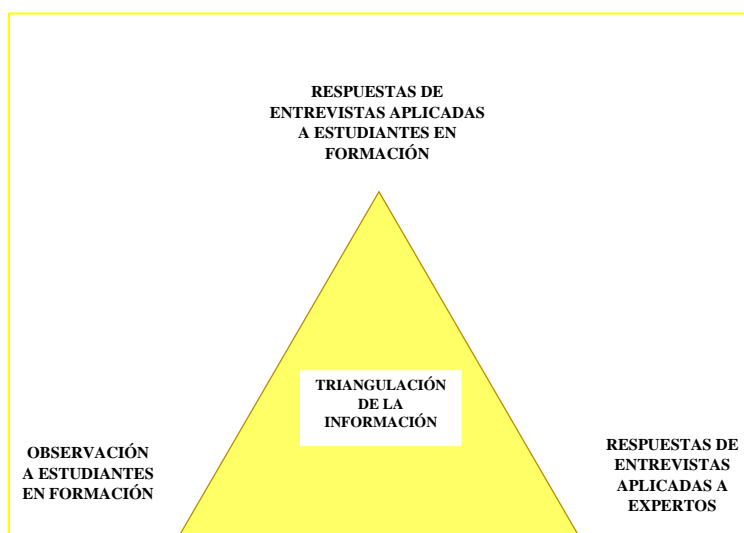 RESPUESTAS DE
ENTREVISTAS APLICADAS
A ESTUDIANTES EN
FORMACIÓN
TRIANGULACIÓN
DE LA
INFORMACIÓN
OBSERVACIÓN
A ESTUDIANTES
EN FORMACIÓN
RESPUESTAS DE
ENTREVISTAS
APLICADAS A
EXPERTOS